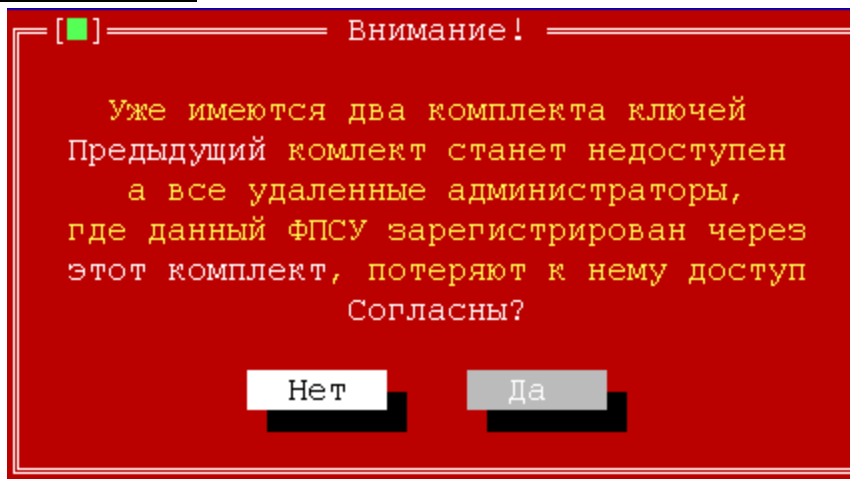 [■] Внимание!
Уже имеются два комплекта ключей
Предыдущий комлект станет недоступен
а все удаленные администраторы,
где данный ФПСУ зарегистрирован через
этот комплект, потеряют к нему доступ
Согласны?
Нет Да